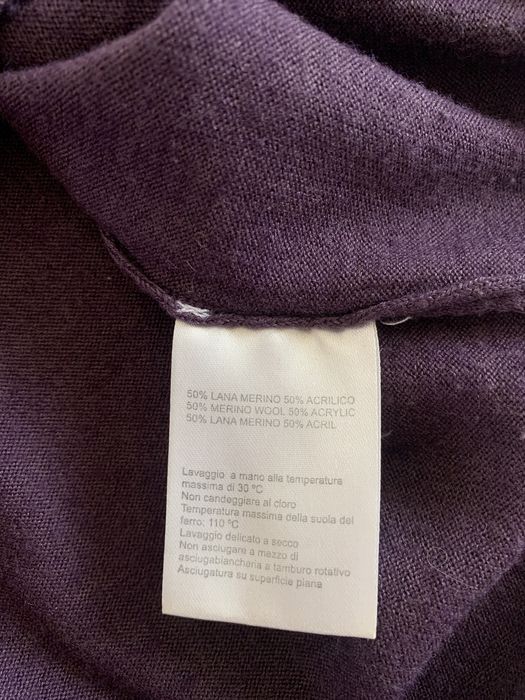 50% LANA MERINO 50% ACRILICO
50% MERINO WOOL 50% ACRYLIC
50% LANA MERINO 50% ACRIL
Lavaggio a mano alla temperatura
massima di 30 °C
Non candeggiare al cloro
Temperatura massima della suola del
ferro: 110 °C
Lavaggio delicato a secco
Non asciugare a mezzo di
asciugabiancheria a tamburo rotativo
Asciugatura su superficie piana